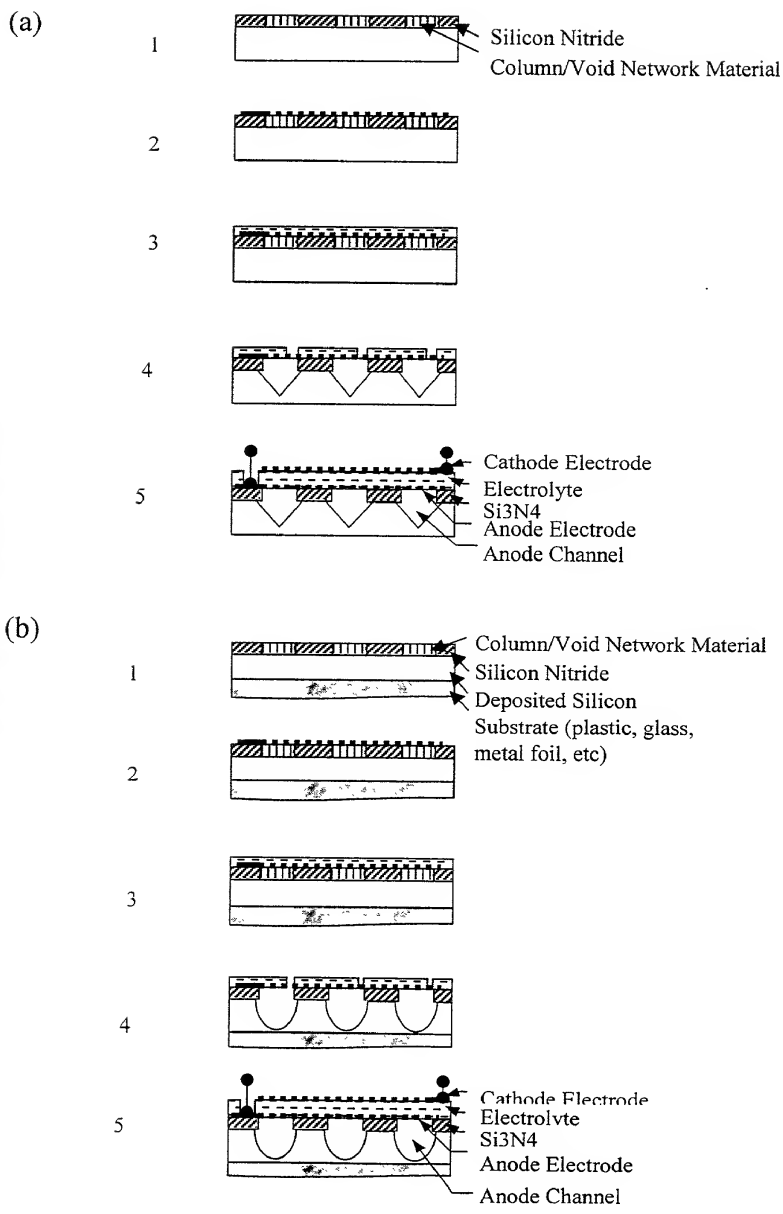 (a)
1
Silicon Nitride
Column/Void Network Material
2
3
4
5
Cathode Electrode
Electrolyte
Si3N4
Anode Electrode
Anode Channel
(b)
1
Column/Void Network Material
Silicon Nitride
Deposited Silicon
Substrate (plastic, glass,
metal foil, etc)
2
3
4
5
Cathode Electrode
Electrolyte
Si3N4
Anode Electrode
Anode Channel